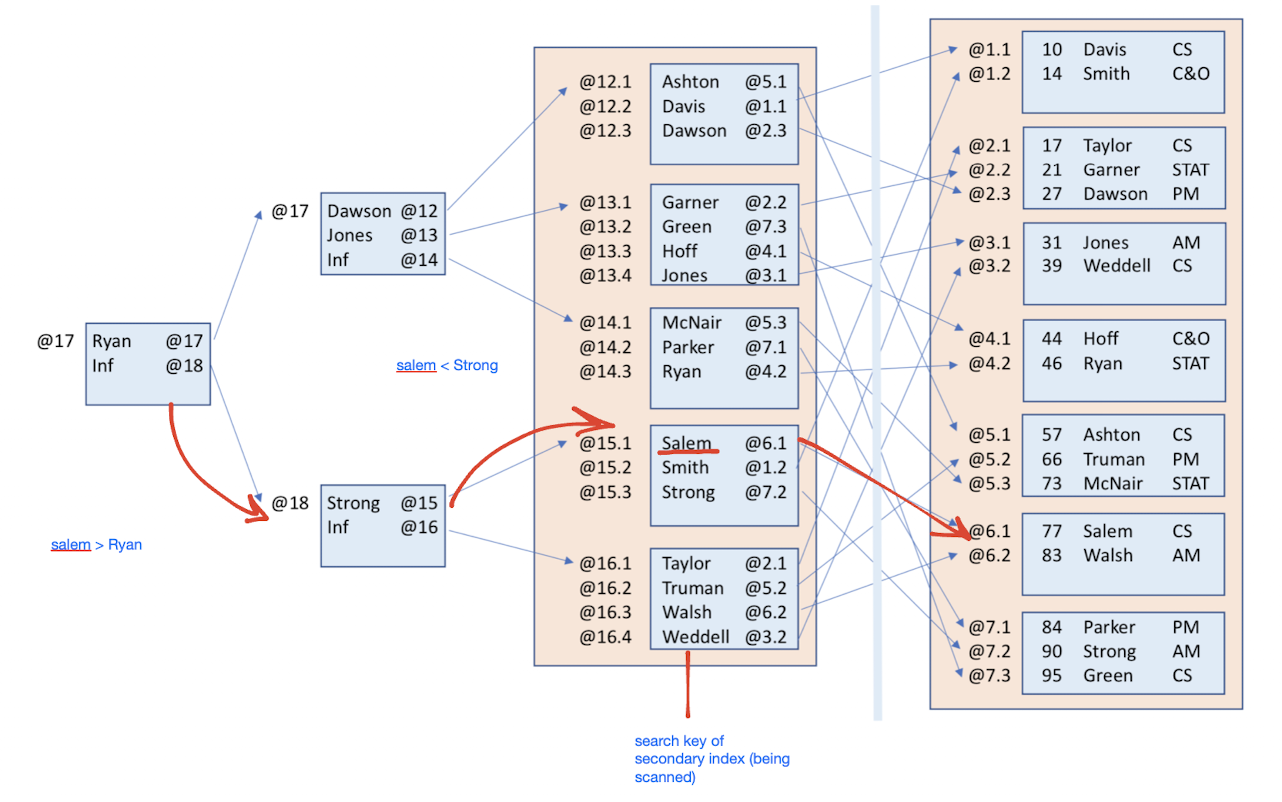 @17 Ryan @17
Inf @18
salem > Ryan
@17 Dawson @12
Jones @13
Inf @14
salem < Strong
@18 Strong @15
Inf @16
@12.1 Ashton @5.1
@12.2 Davis @1.1
@12.3 Dawson @2.3
@13.1 Garner @2.2
@13.2 Green @7.3
@13.3 Hoff @4.1
@13.4 Jones @3.1
@14.1 McNair @5.3
@14.2 Parker @7.1
@14.3 Ryan @4.2
@15.1 Salem @6.1
@15.2 Smith @1.2
@15.3 Strong @7.2
@16.1 Taylor @2.1
@16.2 Truman @5.2
@16.3 Walsh @6.2
@16.4 Weddell @3.2
search key of
secondary index (being
scanned)
@1.1 10 Davis CS
@1.2 14 Smith C&O
@2.1 17 Taylor CS
@2.2 21 Garner STAT
@2.3 27 Dawson PM
@3.1 31 Jones AM
@3.2 39 Weddell CS
@4.1 44 Hoff C&O
@4.2 46 Ryan STAT
@5.1 57 Ashton CS
@5.2 66 Truman PM
@5.3 73 McNair STAT
@6.1 77 Salem CS
@6.2 83 Walsh AM
@7.1 84 Parker PM
@7.2 90 Strong AM
@7.3 95 Green CS